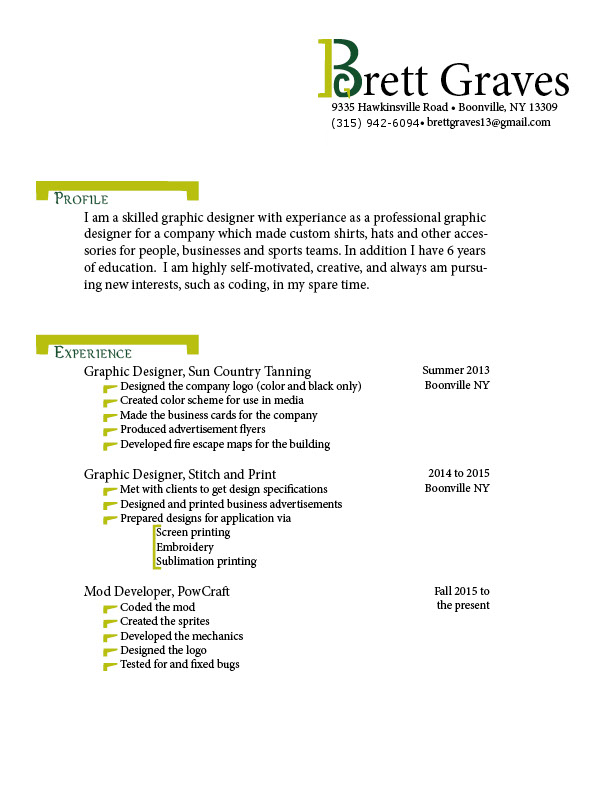 Brett Graves
9335 Hawkinsville Road • Boonville, NY 13309
(315) 942-6094• brettgraves13@gmail.com
Profile
I am a skilled graphic designer with experiance as a professional graphic
designer for a company which made custom shirts, hats and other acces-
sories for people, businesses and sports teams. In addition I have 6 years
of education.  I am highly self-motivated, creative, and always am pursu-
ing new interests, such as coding, in my spare time.
Experience
Graphic Designer, Sun Country Tanning
Summer 2013
Designed the company logo (color and black only)
Boonville NY
Created color scheme for use in media
Made the business cards for the company
Produced advertisement flyers
Developed fire escape maps for the building
Graphic Designer, Stitch and Print
2014 to 2015
Met with clients to get design specifications
Boonville NY
Designed and printed business advertisements
Prepared designs for application via
Screen printing
Embroidery
Sublimation printing
Mod Developer, PowCraft
Fall 2015 to
Coded the mod
the present
Created the sprites
Developed the mechanics
Designed the logo
Tested for and fixed bugs